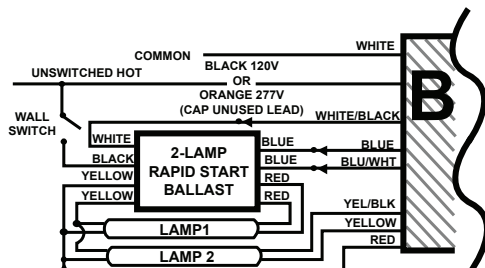 COMMON
WHITE
BLACK 120V
UNSWITCHED HOT
OR
ORANGE 277V
(CAP UNUSED LEAD)
B
WALL
SWITCH
WHITE/BLACK
WHITE
2-LAMP
RAPID START
BALLAST
BLUE
BLUE
BLACK
BLUE
BLU/WHT
YELLOW
RED
YELLOW
RED
YEL/BLK
LAMP1
YELLOW
RED
LAMP 2